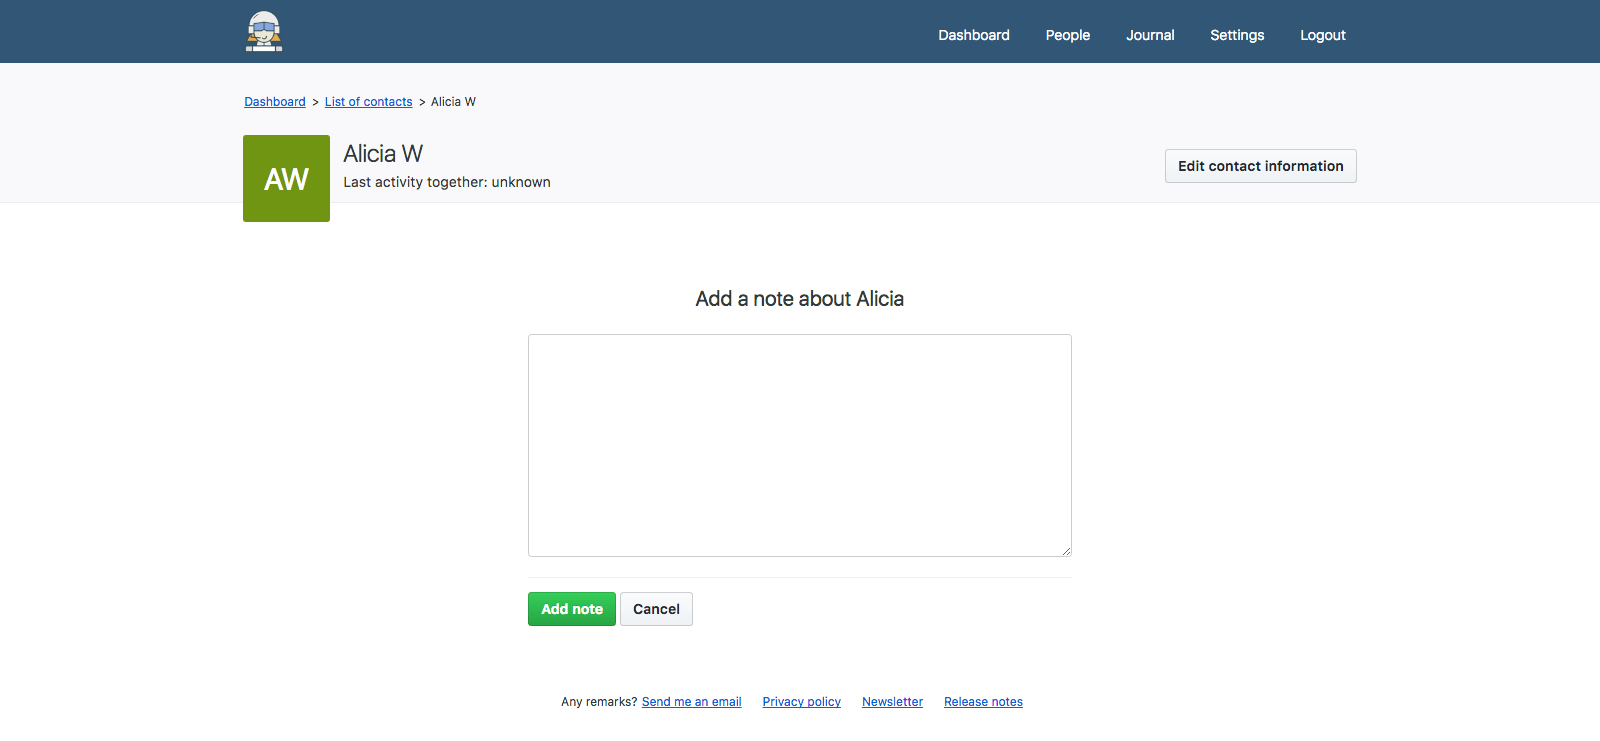 Dashboard People Journal Settings Logout
Dashboard > List of contacts > Alicia W
AW
Alicia W
Last activity together: unknown
Edit contact information
Add a note about Alicia
Add note Cancel
Any remarks? Send me an email Privacy policy Newsletter Release notes